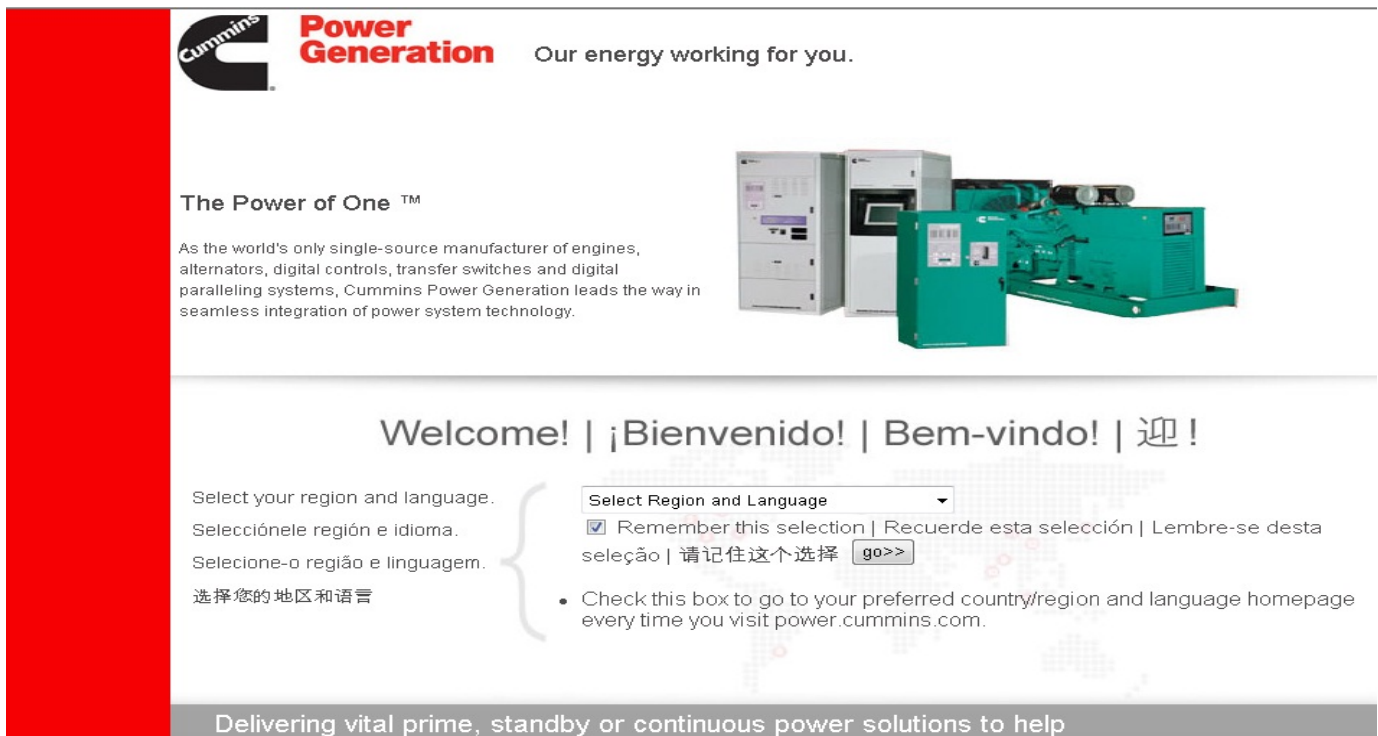 Cummins
Power
Generation
Our energy working for you.
The Power of One ™
As the world's only single-source manufacturer of engines,
alternators, digital controls, transfer switches and digital
paralleling systems, Cummins Power Generation leads the way in
seamless integration of power system technology.
Welcome! | ¡Bienvenido! | Bem-vindo! | 迎 !
Select your region and language.
Selecciónele región e idioma.
Selecione-o região e linguagem.
选择您的地区和语言
Select Region and Language
Remember this selection | Recuerde esta selección | Lembre-se desta
seleção | 请记住这个选择 go>>
• Check this box to go to your preferred country/region and language homepage
every time you visit power.cummins.com.
Delivering vital prime, standby or continuous power solutions to help